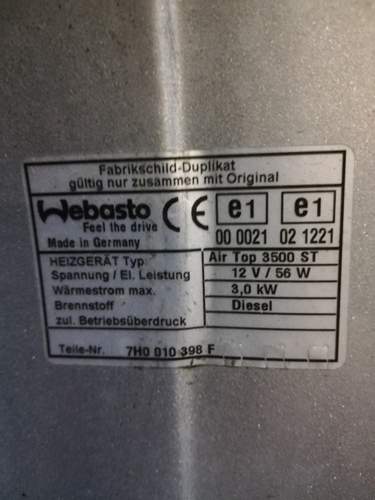 Fabrikschild-Duplikat
gültig nur zusammen mit Original
Webasto CE e1 e1
Feel the drive
Made in Germany 00 0021 02 1221
HEIZGERÄT Typ: Air Top 3500 ST
Spannung / El. Leistung 12 V / 56 W
Wärmestrom max. 3,0 kW
Brennstoff Diesel
zul. Betriebsüberdruck
Teile-Nr. 7H0 010 398 F